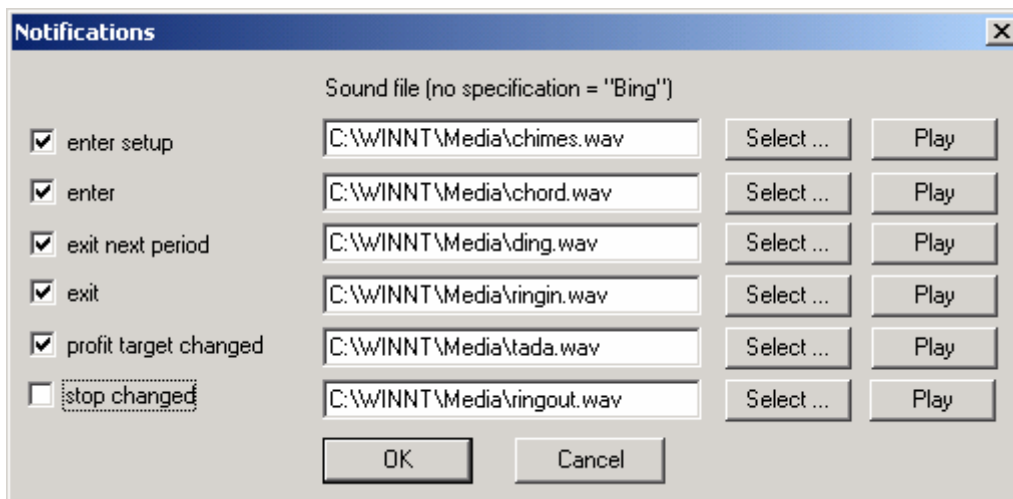 Notifications
Sound file (no specification = "Bing")
enter setup C:\WINNT\Media\chimes.wav Select ... Play
enter C:\WINNT\Media\chord.wav Select ... Play
exit next period C:\WINNT\Media\ding.wav Select ... Play
exit C:\WINNT\Media\ringin.wav Select ... Play
profit target changed C:\WINNT\Media\tada.wav Select ... Play
stop changed C:\WINNT\Media\ringout.wav Select ... Play
OK Cancel